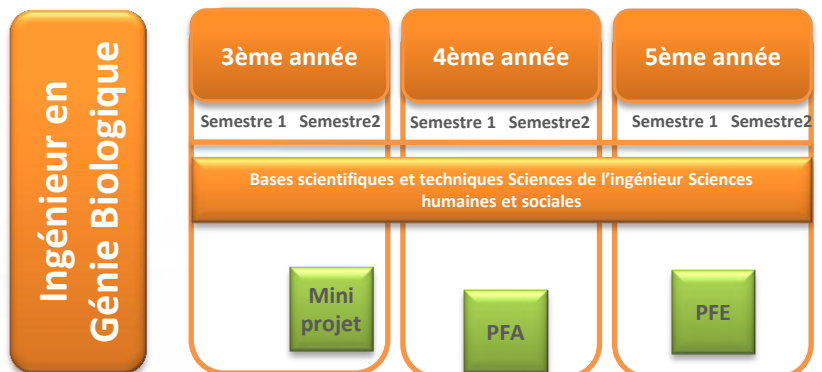 Ingénieur en
Génie Biologique
3ème année
4ème année
5ème année
Semestre 1 Semestre2
Semestre 1 Semestre2
Semestre 1 Semestre2
Bases scientifiques et techniques Sciences de l’ingénieur Sciences
humaines et sociales
Mini
projet
PFA
PFE